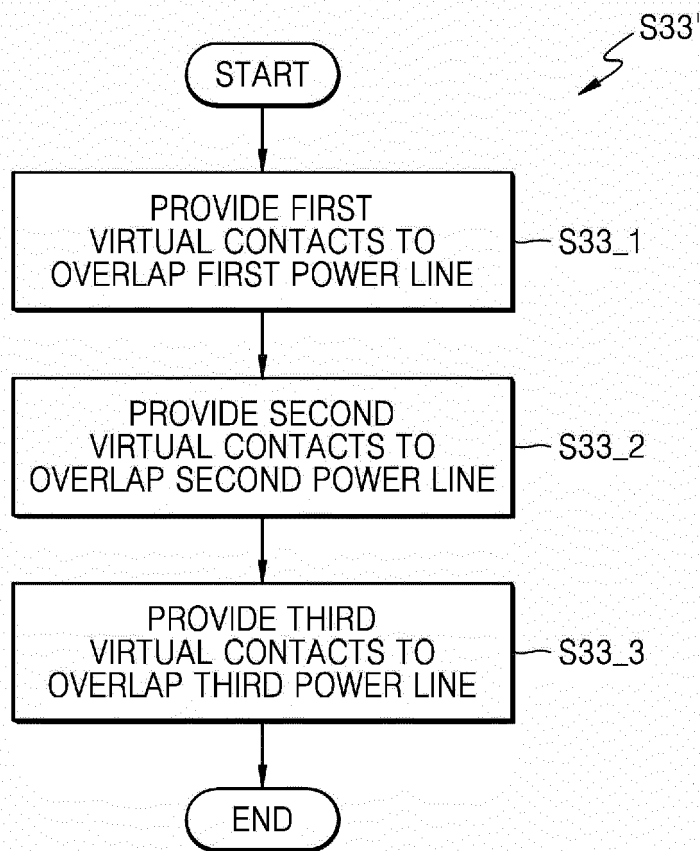 S33'
START
PROVIDE FIRST
VIRTUAL CONTACTS TO
OVERLAP FIRST POWER LINE
S33_1
PROVIDE SECOND
VIRTUAL CONTACTS TO
OVERLAP SECOND POWER LINE
S33_2
PROVIDE THIRD
VIRTUAL CONTACTS TO
OVERLAP THIRD POWER LINE
S33_3
END